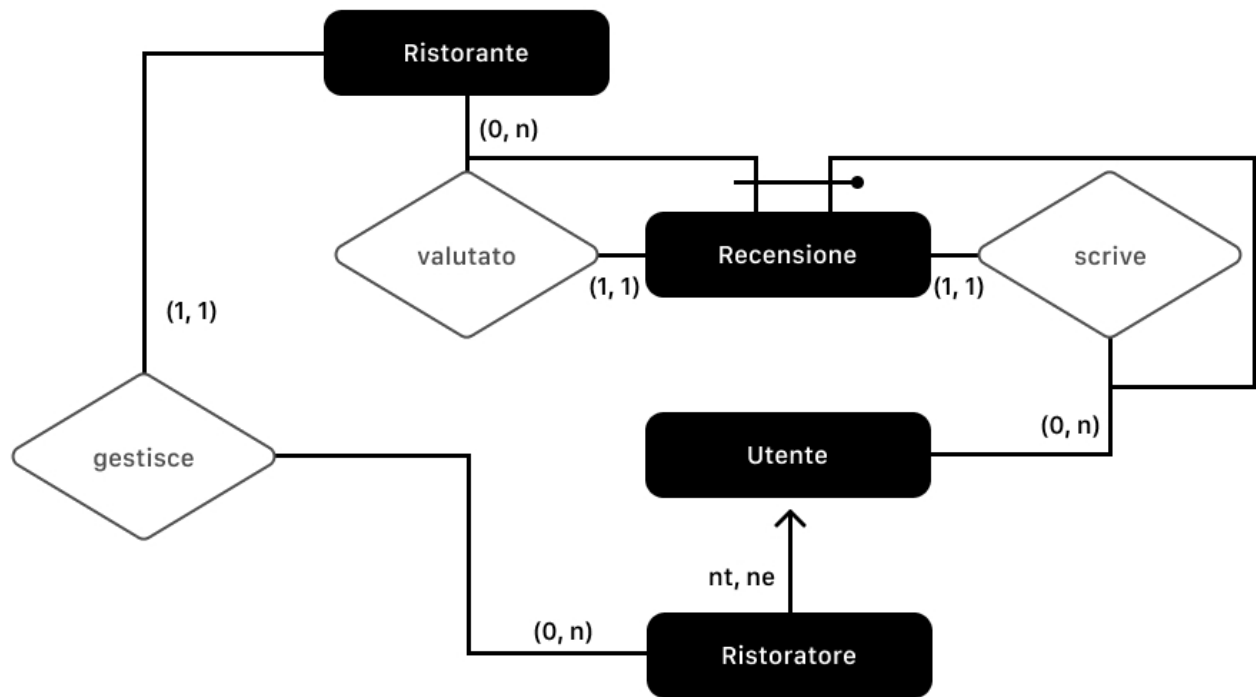 Ristorante
(0, n)
valutato
(1, 1)
Recensione
(1, 1)
scrive
(1, 1)
gestisce
Utente
(0, n)
nt, ne
(0, n)
Ristoratore